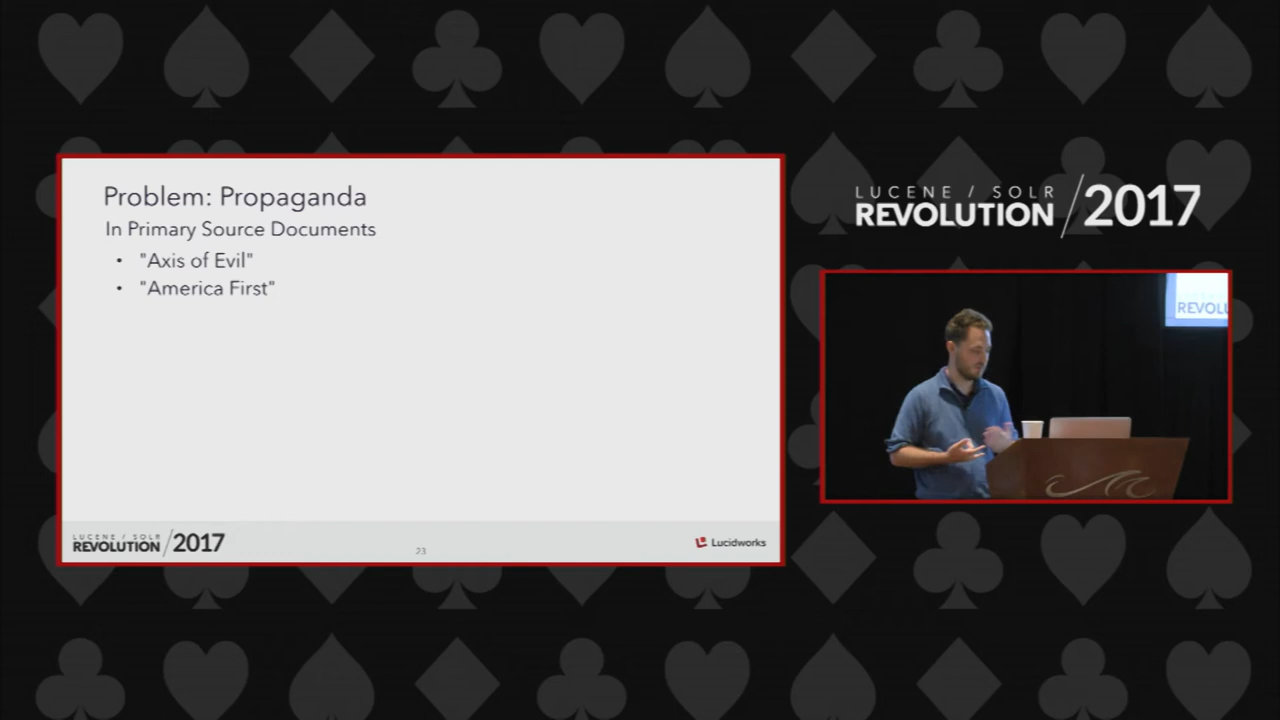 Problem: Propaganda
In Primary Source Documents
• "Axis of Evil"
• "America First"
LUCENE / SOLR
REVOLUTION / 2017
23
Lucidworks
LUCENE / SOLR
REVOLUTION / 2017
REVOLU